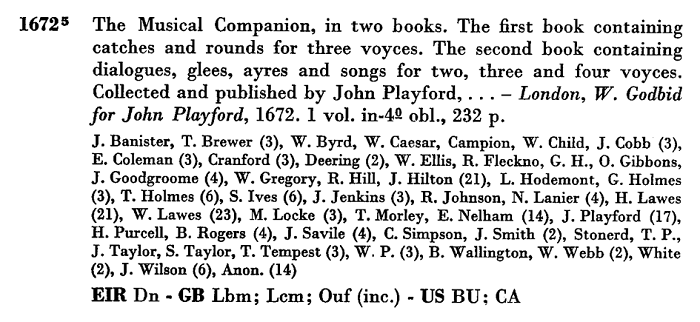 1672⁵ The Musical Companion, in two books. The first book containing
catches and rounds for three voyces. The second book containing
dialogues, glees, ayres and songs for two, three and four voyces.
Collected and published by John Playford, . . . – London, W. Godbid
for John Playford, 1672. 1 vol. in-4º obl., 232 p.
J. Banister, T. Brewer (3), W. Byrd, W. Caesar, Campion, W. Child, J. Cobb (3),
E. Coleman (3), Cranford (3), Deering (2), W. Ellis, R. Fleckno, G. H., O. Gibbons,
J. Goodgroome (4), W. Gregory, R. Hill, J. Hilton (21), L. Hodemont, G. Holmes
(3), T. Holmes (6), S. Ives (6), J. Jenkins (3), R. Johnson, N. Lanier (4), H. Lawes
(21), W. Lawes (23), M. Locke (3), T. Morley, E. Nelham (14), J. Playford (17),
H. Purcell, B. Rogers (4), J. Savile (4), C. Simpson, J. Smith (2), Stonerd, T. P.,
J. Taylor, S. Taylor, T. Tempest (3), W. P. (3), B. Wallington, W. Webb (2), White
(2), J. Wilson (6), Anon. (14)
EIR Dn - GB Lbm; Lcm; Ouf (inc.) - US BU; CA